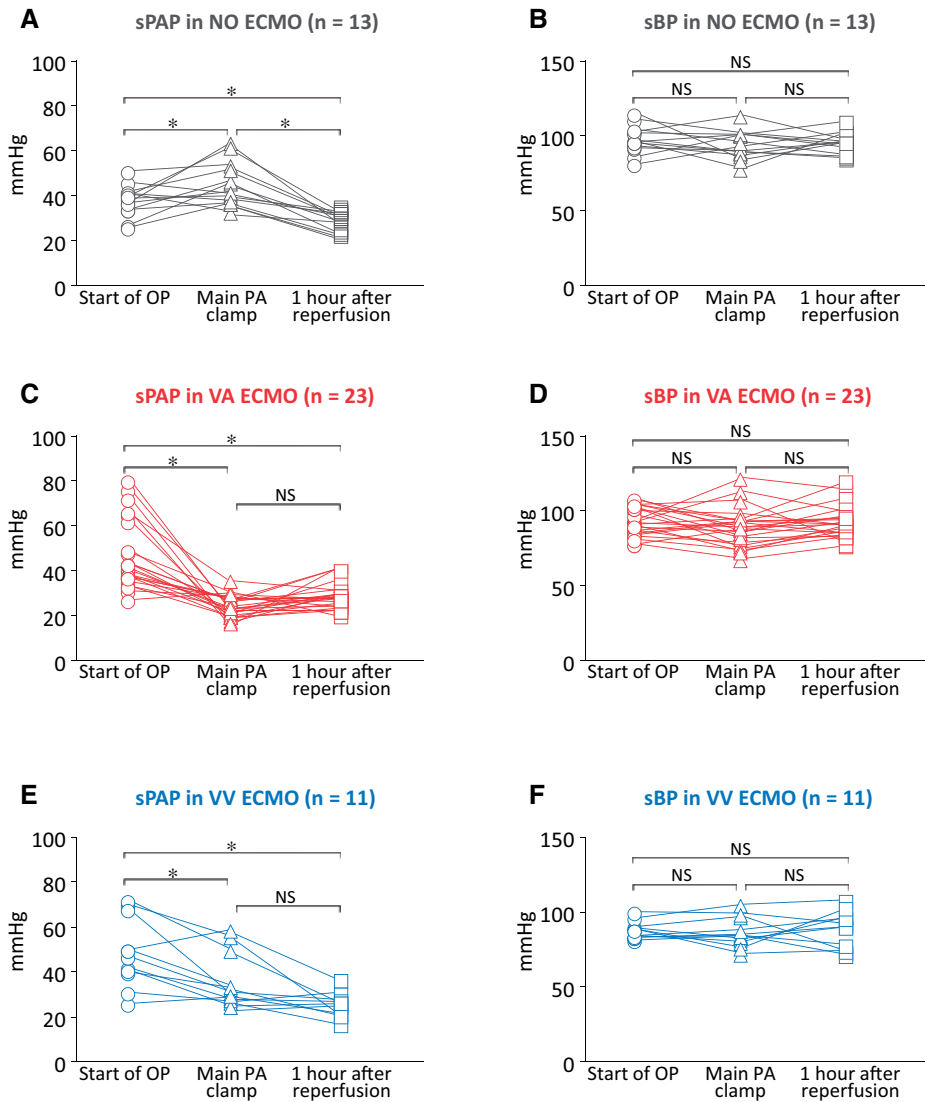 A
sPAP in NO ECMO (n = 13)
100
80
60
40
20
0
mmHg
*
*
*
Start of OP
Main PA
clamp
1 hour after
reperfusion
B
sBP in NO ECMO (n = 13)
150
100
50
0
mmHg
NS
NS
NS
Start of OP
Main PA
clamp
1 hour after
reperfusion
C
sPAP in VA ECMO (n = 23)
100
80
60
40
20
0
mmHg
*
*
NS
Start of OP
Main PA
clamp
1 hour after
reperfusion
D
sBP in VA ECMO (n = 23)
150
100
50
0
mmHg
NS
NS
NS
Start of OP
Main PA
clamp
1 hour after
reperfusion
E
sPAP in VV ECMO (n = 11)
100
80
60
40
20
0
mmHg
*
*
NS
Start of OP
Main PA
clamp
1 hour after
reperfusion
F
sBP in VV ECMO (n = 11)
150
100
50
0
mmHg
NS
NS
NS
Start of OP
Main PA
clamp
1 hour after
reperfusion